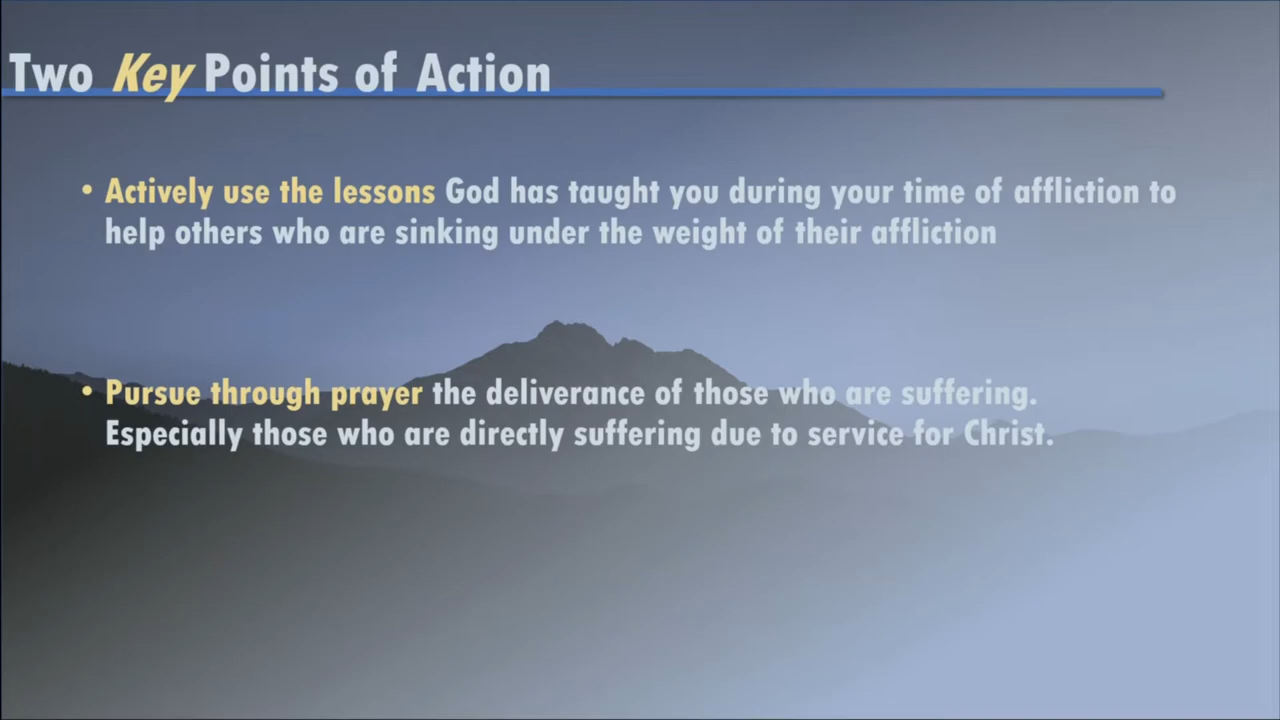 Two Key Points of Action
• Actively use the lessons God has taught you during your time of affliction to
help others who are sinking under the weight of their affliction
• Pursue through prayer the deliverance of those who are suffering.
Especially those who are directly suffering due to service for Christ.